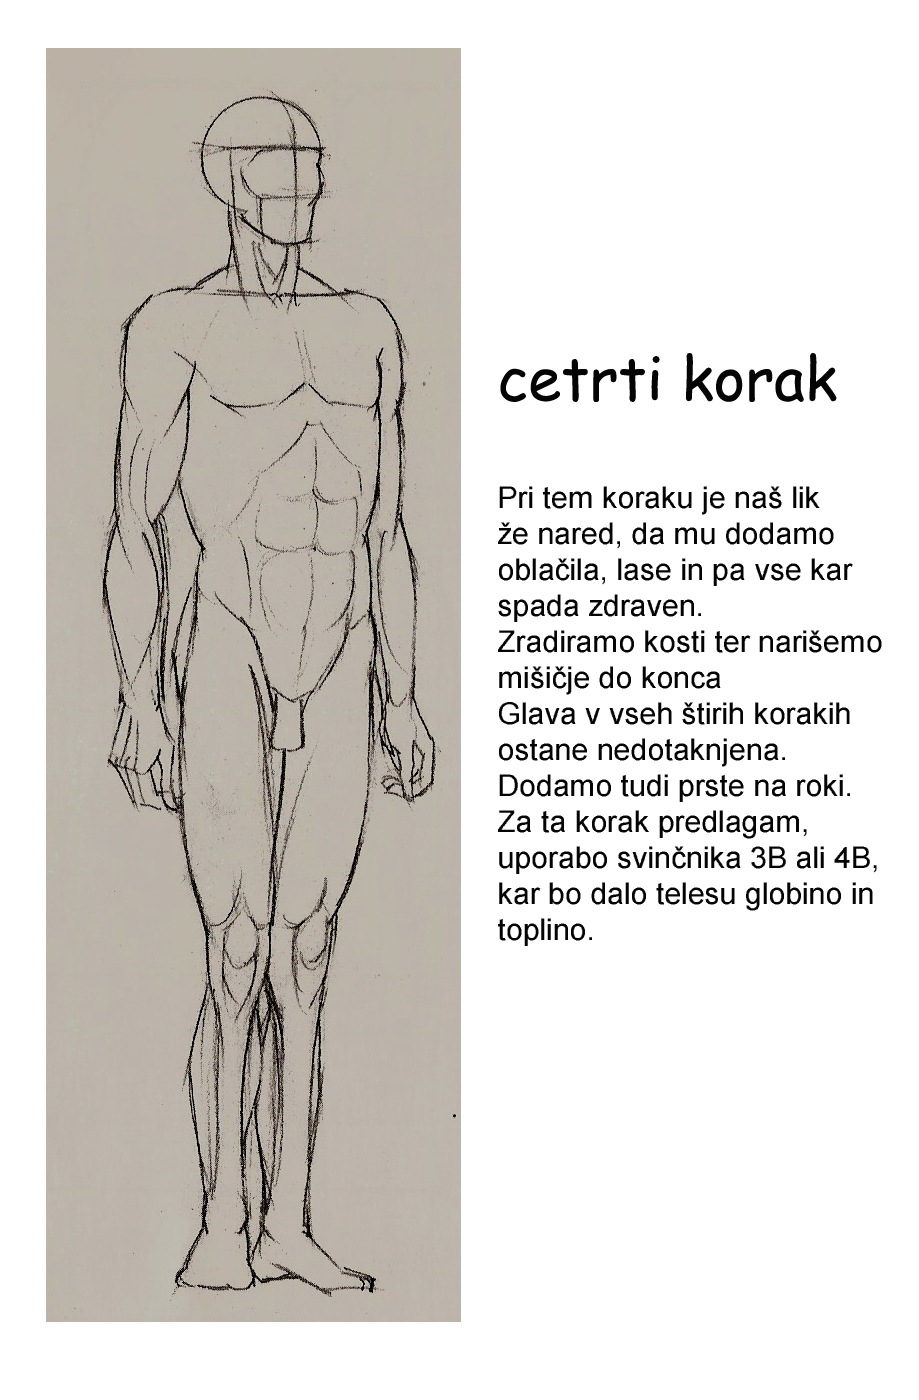 cetrti korak
Pri tem koraku je naš lik
že nared, da mu dodamo
oblačila, lase in pa vse kar
spada zdraven.
Zradiramo kosti ter narišemo
mišičje do konca
Glava v vseh štirih korakih
ostane nedotaknjena.
Dodamo tudi prste na roki.
Za ta korak predlagam,
uporabo svinčnika 3B ali 4B,
kar bo dalo telesu globino in
toplino.